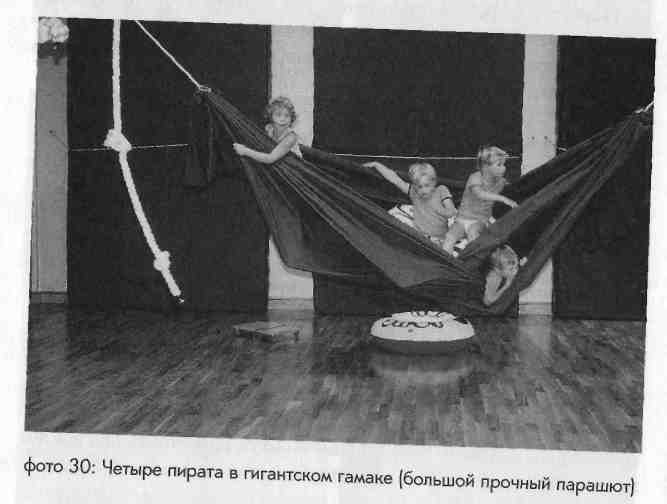 фото 30: Четыре пирата в гигантском гамаке (большой прочный парашют)